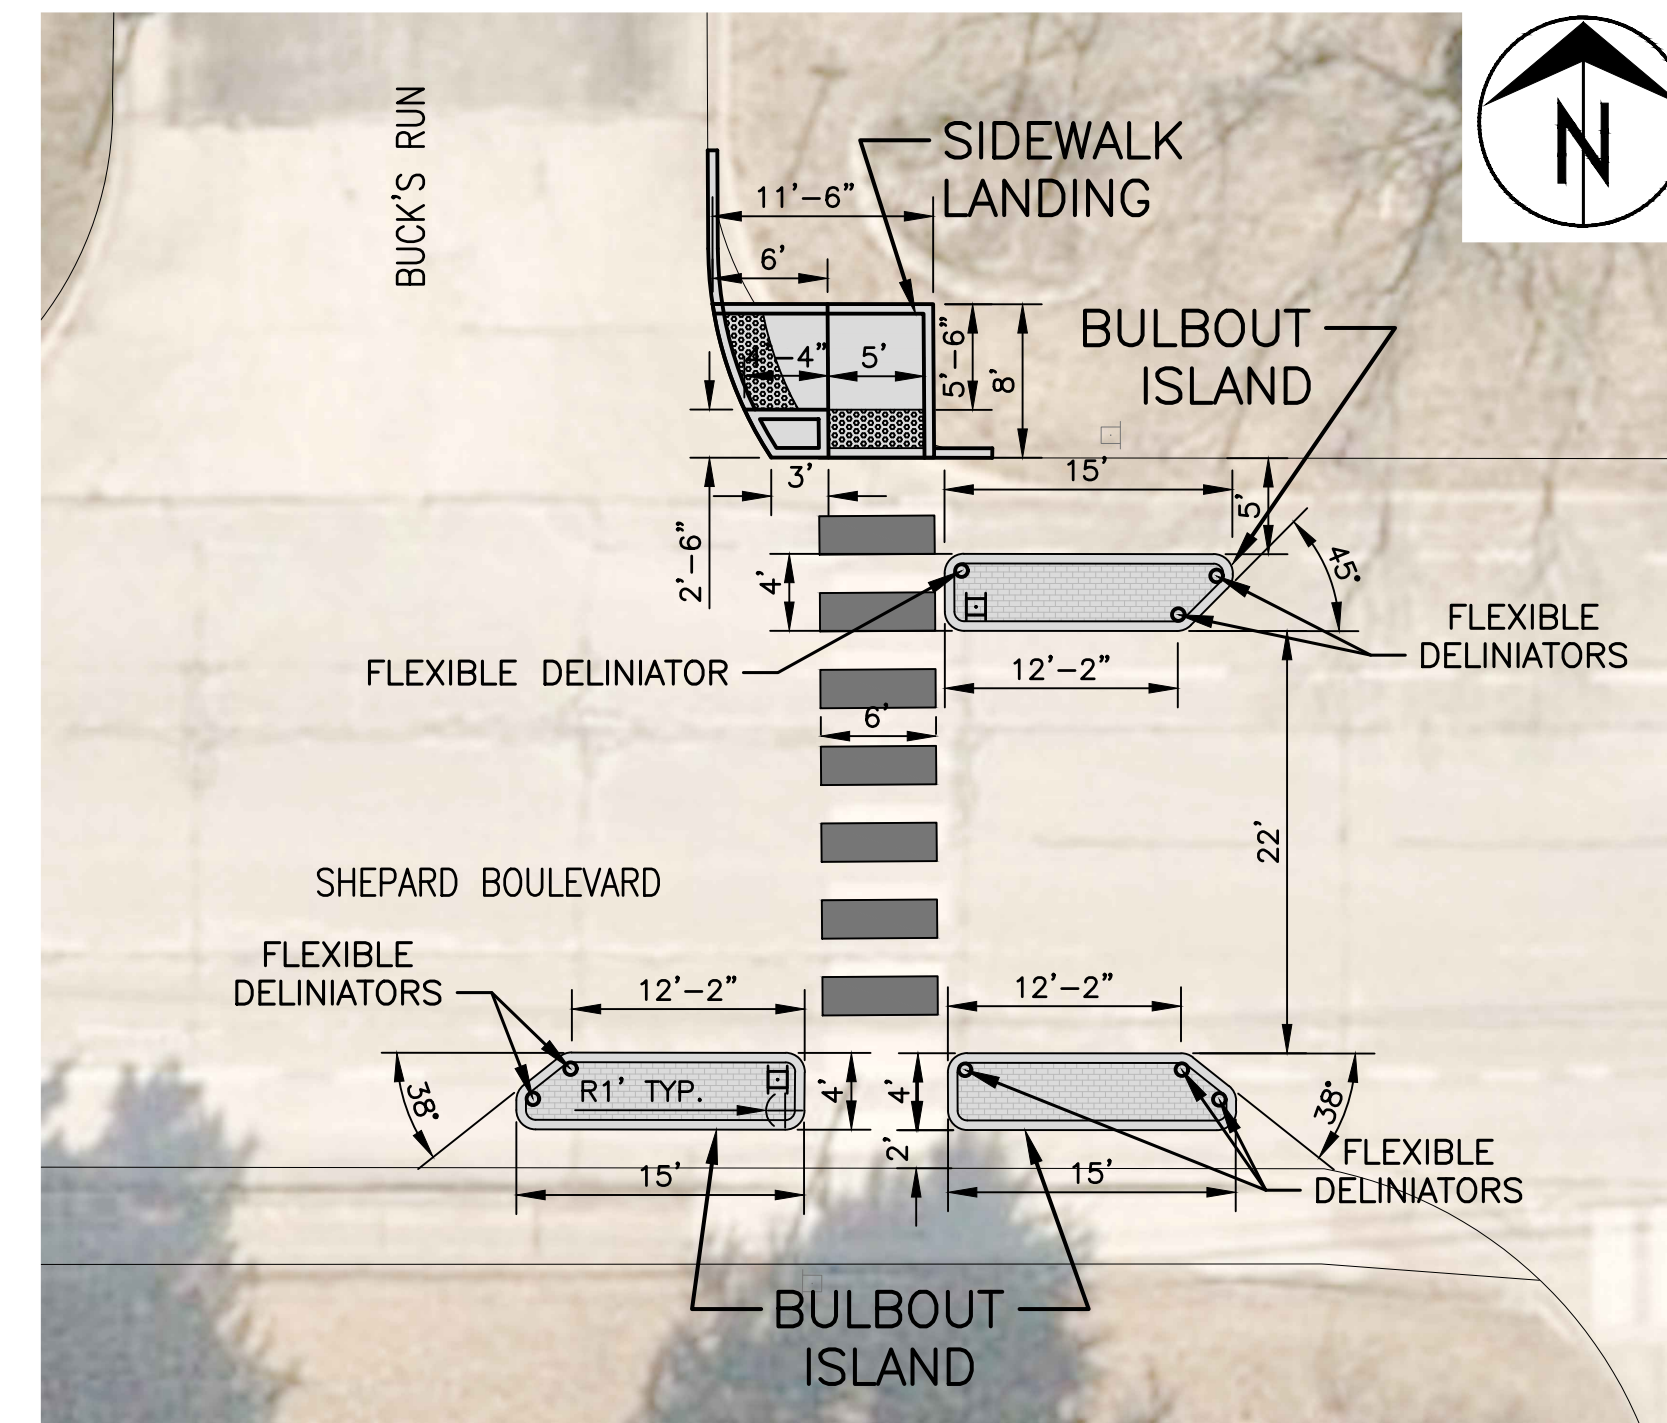 N
BUCK'S RUN
SIDEWALK
LANDING
11'-6"
6'
BULBOUT
ISLAND
4'-4"
5'
5'-6"
8'
3'
15'
5'
2'-6"
45°
4'
FLEXIBLE
DELINIATORS
FLEXIBLE DELINIATOR
12'-2"
6'
22'
SHEPARD BOULEVARD
FLEXIBLE
DELINIATORS
12'-2"
12'-2"
38°
R1' TYP.
4'
4'
38°
2'
FLEXIBLE
DELINIATORS
15'
15'
BULBOUT
ISLAND